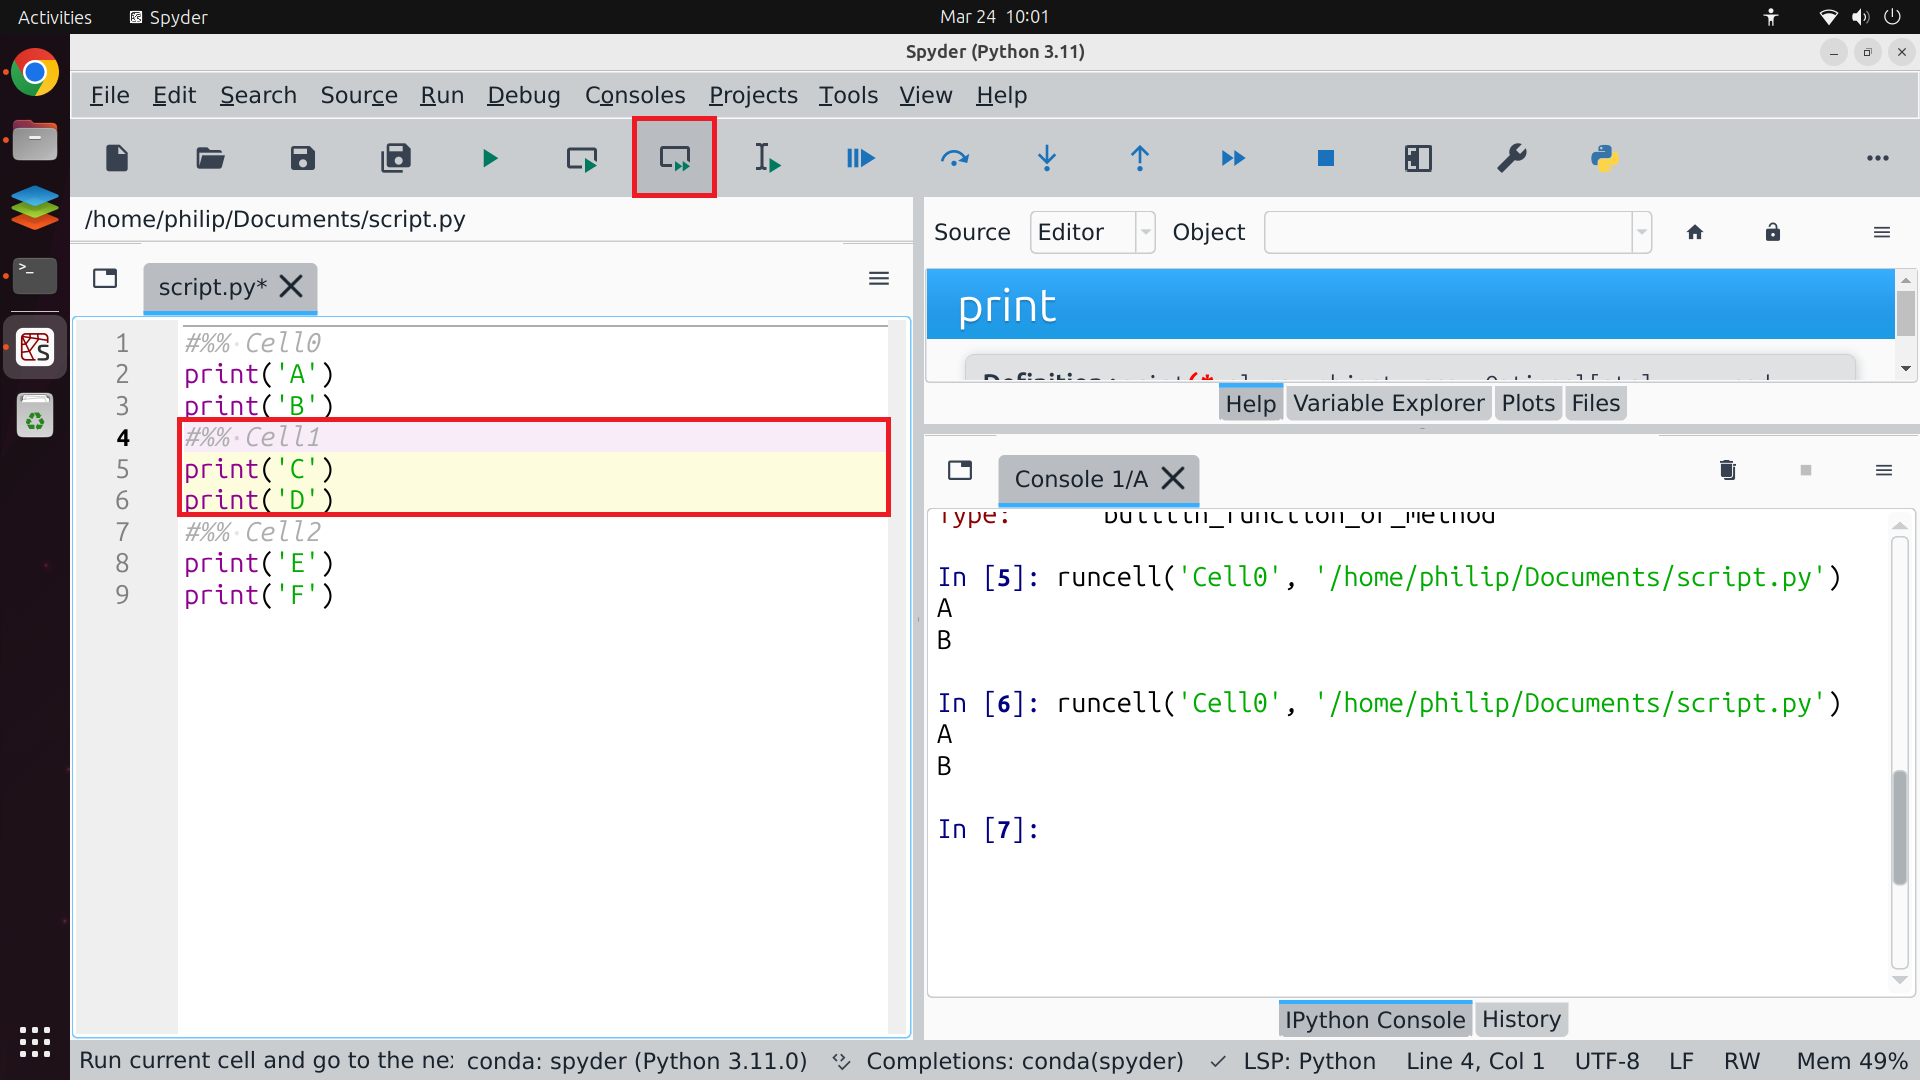 Activities Spyder Mar 24 10:01
Spyder (Python 3.11)
File Edit Search Source Run Debug Consoles Projects Tools View Help
/home/philip/Documents/script.py
script.py*
1 #%% Cell0
2 print('A')
3 print('B')
4 #%% Cell1
5 print('C')
6 print('D')
7 #%% Cell2
8 print('E')
9 print('F')
Source Editor Object
print
Help Variable Explorer Plots Files
Console 1/A
Type: builtin_function_or_method
In [5]: runcell('Cell0', '/home/philip/Documents/script.py')
A
B
In [6]: runcell('Cell0', '/home/philip/Documents/script.py')
A
B
In [7]:
IPython Console History
Run current cell and go to the conda: spyder (Python 3.11.0) Completions: conda(spyder) LSP: Python Line 4, Col 1 UTF-8 LF RW Mem 49%